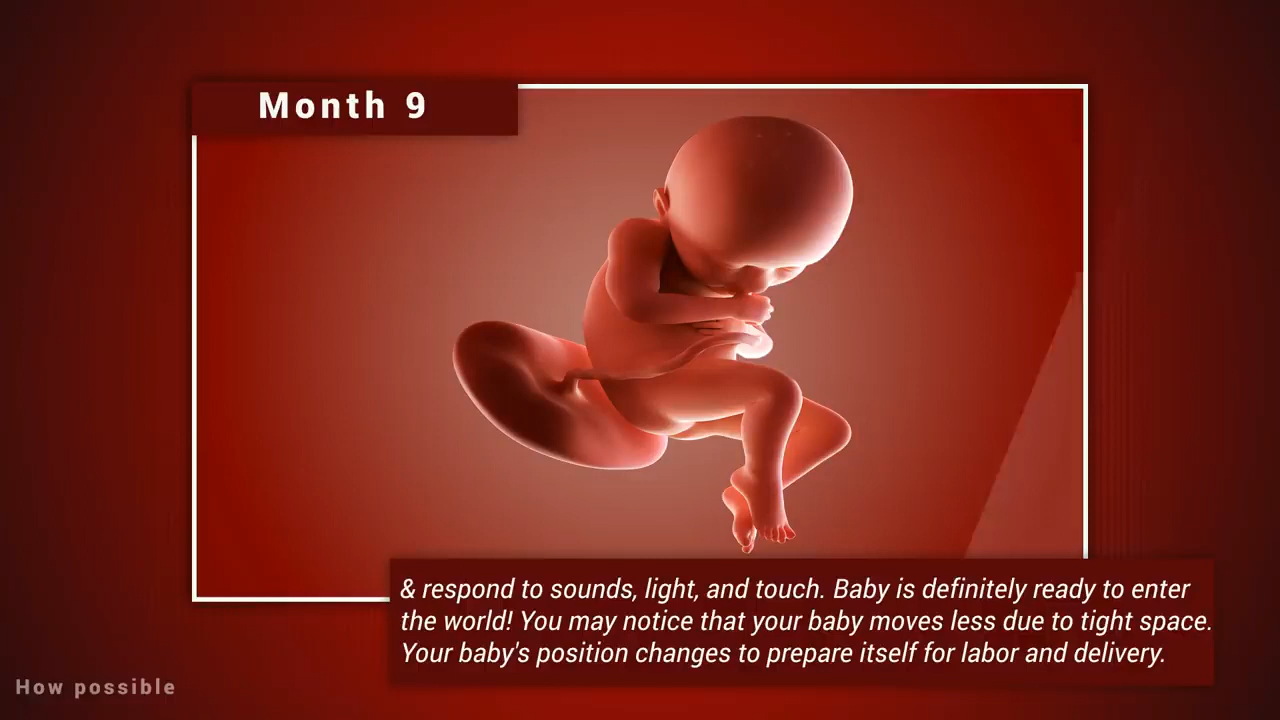 Month 9
& respond to sounds, light, and touch. Baby is definitely ready to enter
the world! You may notice that your baby moves less due to tight space.
Your baby's position changes to prepare itself for labor and delivery.
How possible